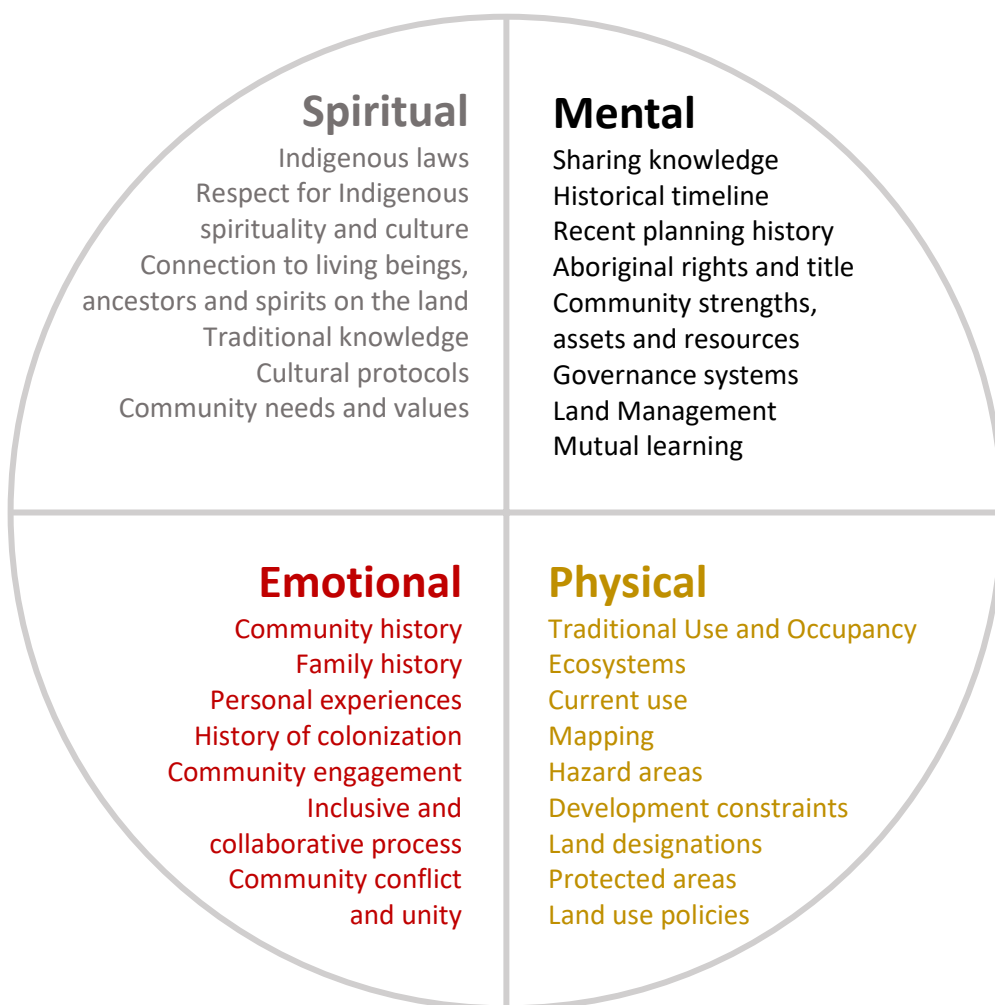 Spiritual
Indigenous laws
Respect for Indigenous
spirituality and culture
Connection to living beings,
ancestors and spirits on the land
Traditional knowledge
Cultural protocols
Community needs and values
Mental
Sharing knowledge
Historical timeline
Recent planning history
Aboriginal rights and title
Community strengths,
assets and resources
Governance systems
Land Management
Mutual learning
Emotional
Community history
Family history
Personal experiences
History of colonization
Community engagement
Inclusive and
collaborative process
Community conflict
and unity
Physical
Traditional Use and Occupancy
Ecosystems
Current use
Mapping
Hazard areas
Development constraints
Land designations
Protected areas
Land use policies